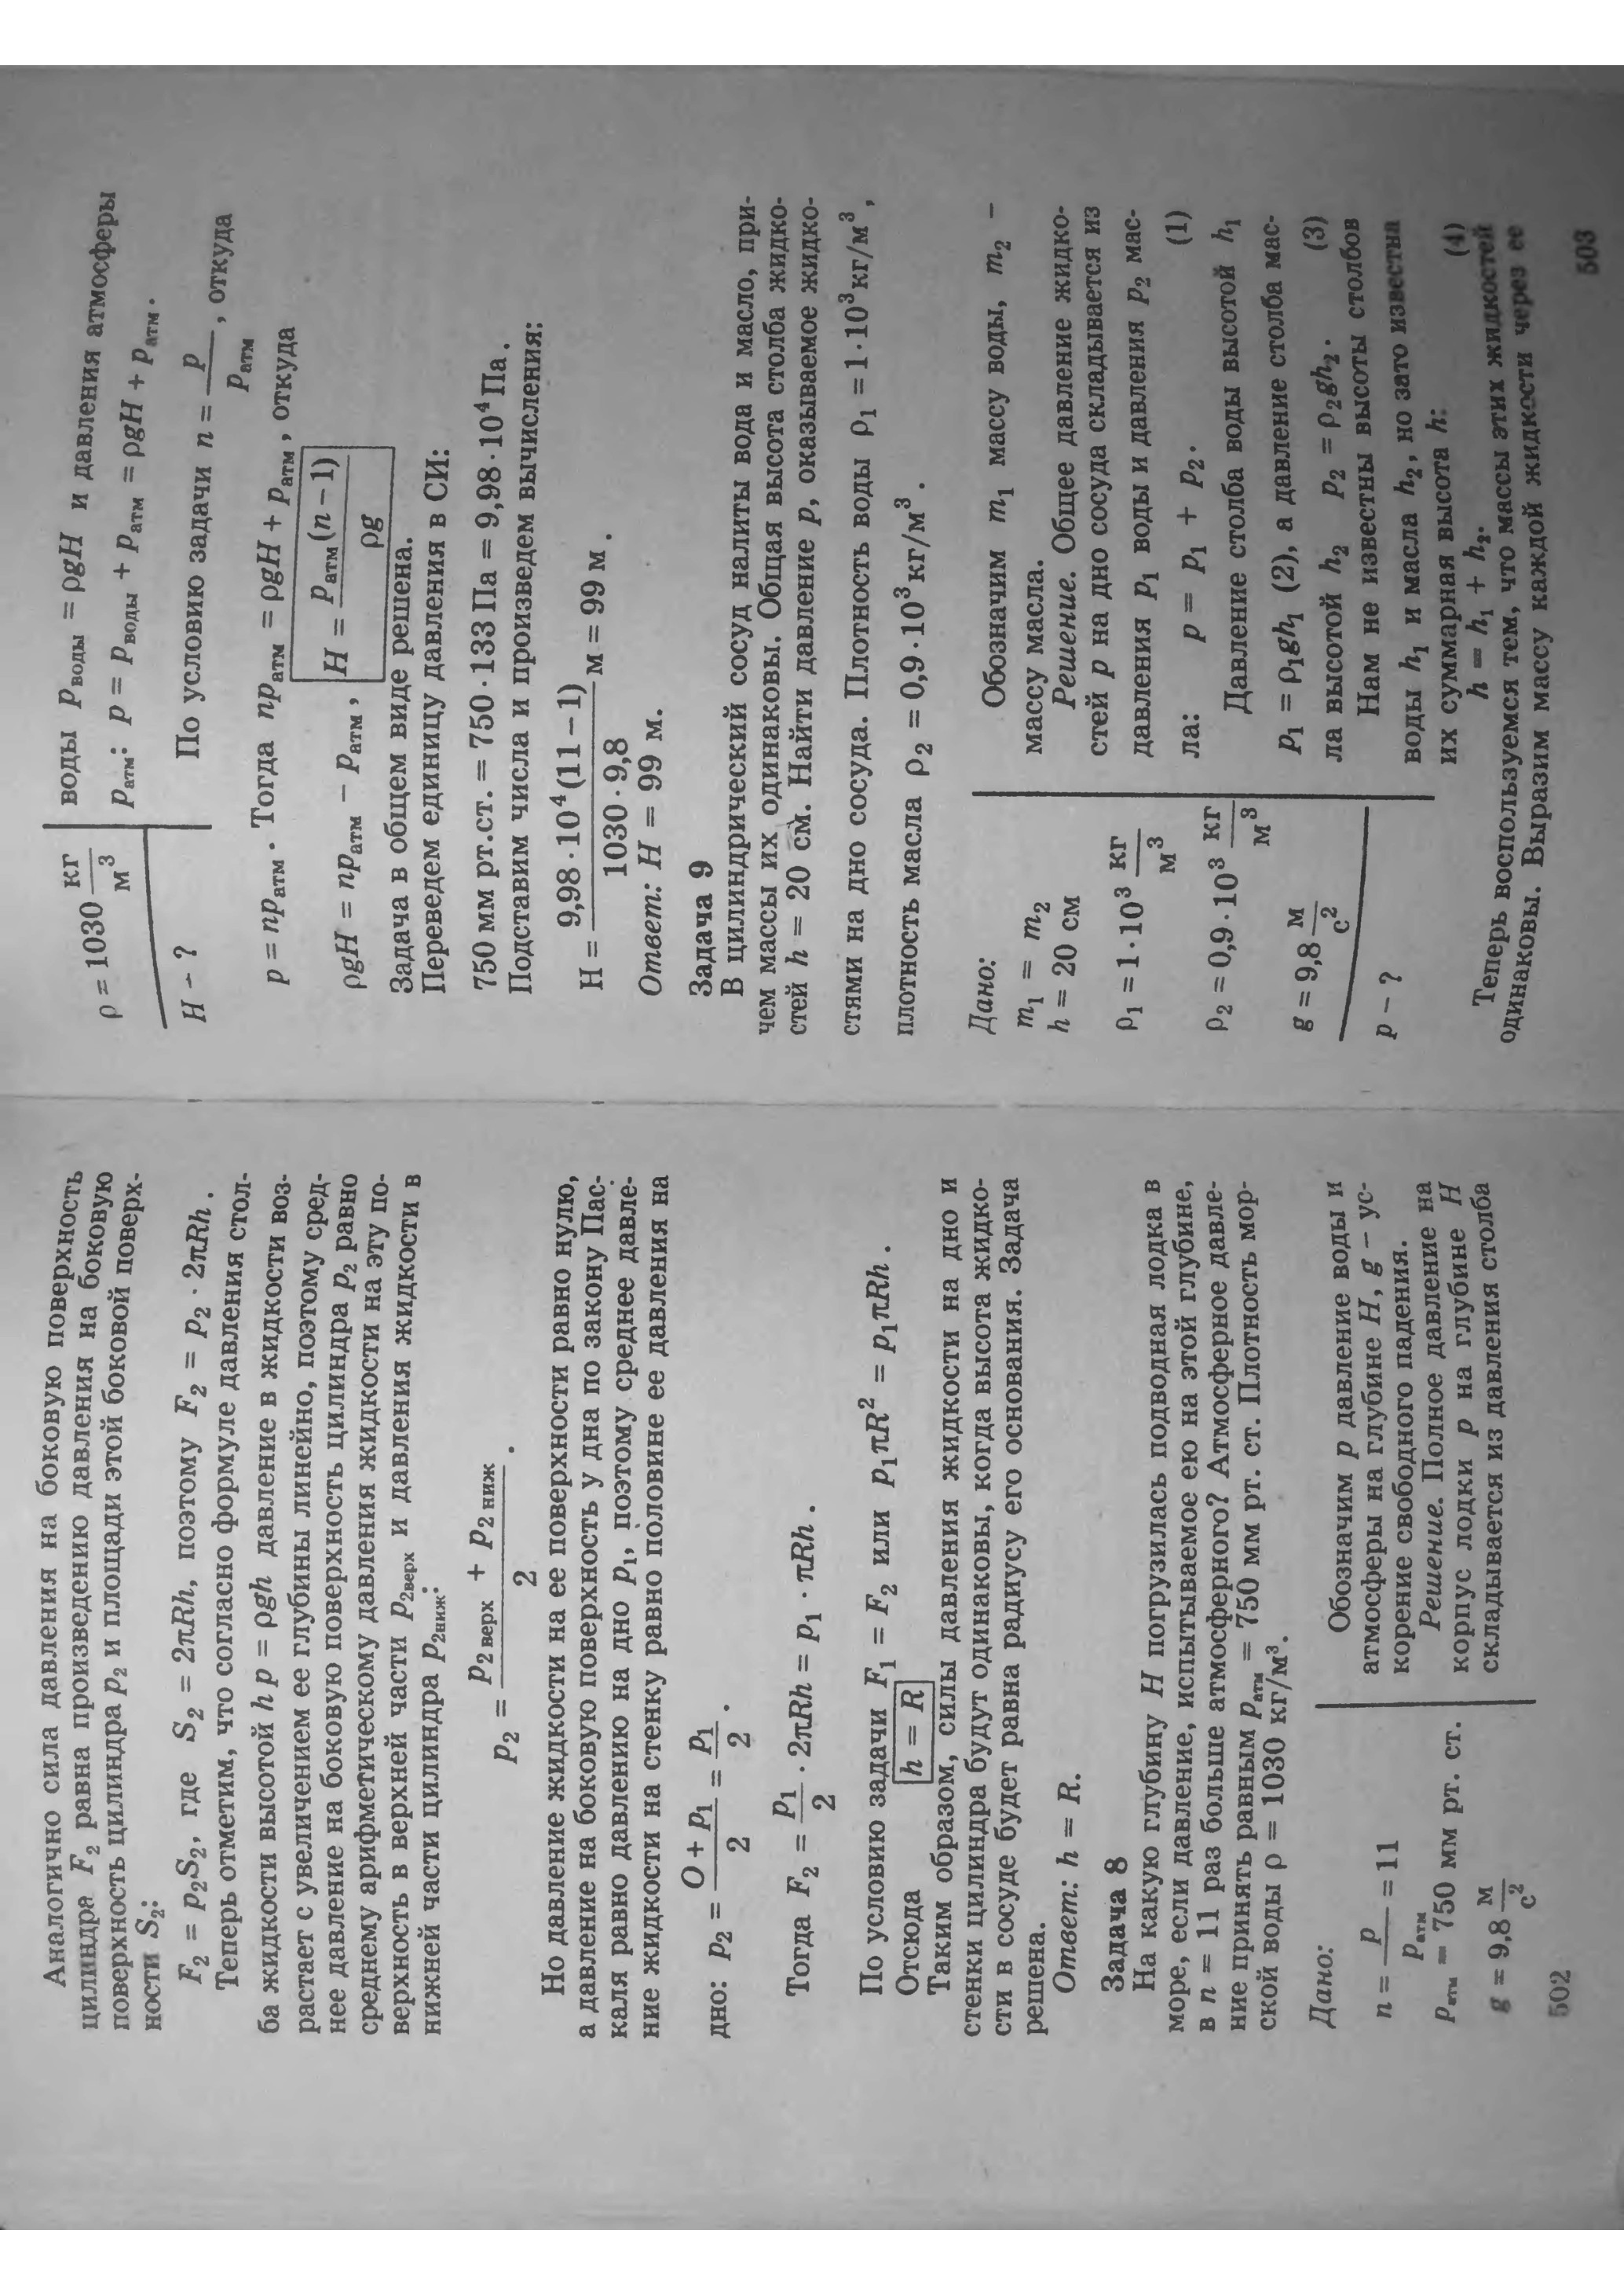 Аналогично сила давления на боковую поверхность
цилиндра F₂ равна произведению давления на боковую
поверхность цилиндра p₂ и площади этой боковой поверх-
ности S₂:
F₂ = p₂S₂, где S₂ = 2πRh, поэтому F₂ = p₂ · 2πRh.
Теперь отметим, что согласно формуле давления стол-
ба жидкости высотой h p = ρgh давление в жидкости воз-
растает с увеличением ее глубины линейно, поэтому сред-
нее давление на боковую поверхность цилиндра p₂ равно
среднему арифметическому давления жидкости на эту по-
верхность в верхней части p₂верх и давления жидкости в
нижней части цилиндра p₂ниж:
p₂ = (p₂ верх + p₂ ниж) / 2 .
Но давление жидкости на ее поверхности равно нулю,
а давление на боковую поверхность у дна по закону Пас-
каля равно давлению на дно p₁, поэтому среднее давле-
ние жидкости на стенку равно половине ее давления на
дно: p₂ = (O + p₁) / 2 = p₁ / 2 .
Тогда F₂ = p₁ / 2 · 2πRh = p₁ · πRh .
По условию задачи F₁ = F₂ или p₁πR² = p₁πRh .
Отсюда h = R
Таким образом, силы давления жидкости на дно и
стенки цилиндра будут одинаковы, когда высота жидко-
сти в сосуде будет равна радиусу его основания. Задача
решена.
Ответ: h = R.
Задача 8
На какую глубину H погрузилась подводная лодка в
море, если давление, испытываемое ею на этой глубине,
в n = 11 раз больше атмосферного? Атмосферное давле-
ние принять равным pатм = 750 мм рт. ст. Плотность мор-
ской воды ρ = 1030 кг/м³.
Дано:
n = p / pатм = 11
pатм = 750 мм рт. ст.
g = 9,8 м/с²
Обозначим p давление воды и
атмосферы на глубине H, g – ус-
корение свободного падения.
Решение. Полное давление на
корпус лодки p на глубине H
складывается из давления столба
502
ρ = 1030 кг/м³
H – ?
воды pводы = ρgH и давления атмосферы
pатм: p = pводы + pатм = ρgH + pатм .
По условию задачи n = p / pатм , откуда
p = npатм . Тогда npатм = ρgH + pатм , откуда
ρgH = npатм − pатм , H = pатм(n − 1) / ρg
Задача в общем виде решена.
Переведем единицу давления в СИ:
750 мм рт.ст. = 750·133 Па = 9,98·10⁴ Па .
Подставим числа и произведем вычисления:
H = 9,98·10⁴(11 − 1) / 1030·9,8 м = 99 м .
Ответ: H = 99 м.
Задача 9
В цилиндрический сосуд налиты вода и масло, при-
чем массы их одинаковы. Общая высота столба жидко-
стей h = 20 см. Найти давление p, оказываемое жидко-
стями на дно сосуда. Плотность воды ρ₁ = 1·10³ кг/м³ ,
плотность масла ρ₂ = 0,9·10³ кг/м³ .
Дано:
m₁ = m₂
h = 20 см
ρ₁ = 1·10³ кг/м³
ρ₂ = 0,9·10³ кг/м³
g = 9,8 м/с²
p – ?
Обозначим m₁ массу воды, m₂ –
массу масла.
Решение. Общее давление жидко-
стей p на дно сосуда складывается из
давления p₁ воды и давления p₂ мас-
ла: p = p₁ + p₂ . (1)
Давление столба воды высотой h₁
p₁ = ρ₁gh₁ (2), а давление столба мас-
ла высотой h₂ p₂ = ρ₂gh₂ . (3)
Нам не известны высоты столбов
воды h₁ и масла h₂, но зато известна
их суммарная высота h:
h = h₁ + h₂. (4)
Теперь воспользуемся тем, что массы этих жидкостей
одинаковы. Выразим массу каждой жидкости через ее
503